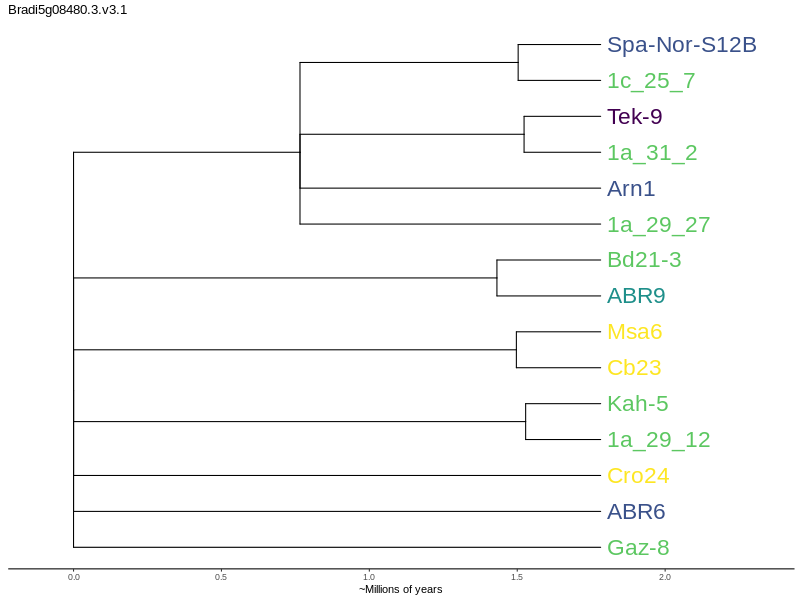 Bradi5g08480.3.v3.1
Spa-Nor-S12B
1c_25_7
Tek-9
1a_31_2
Arn1
1a_29_27
Bd21-3
ABR9
Msa6
Cb23
Kah-5
1a_29_12
Cro24
ABR6
Gaz-8
0.0 0.5 1.0 1.5 2.0
~Millions of years